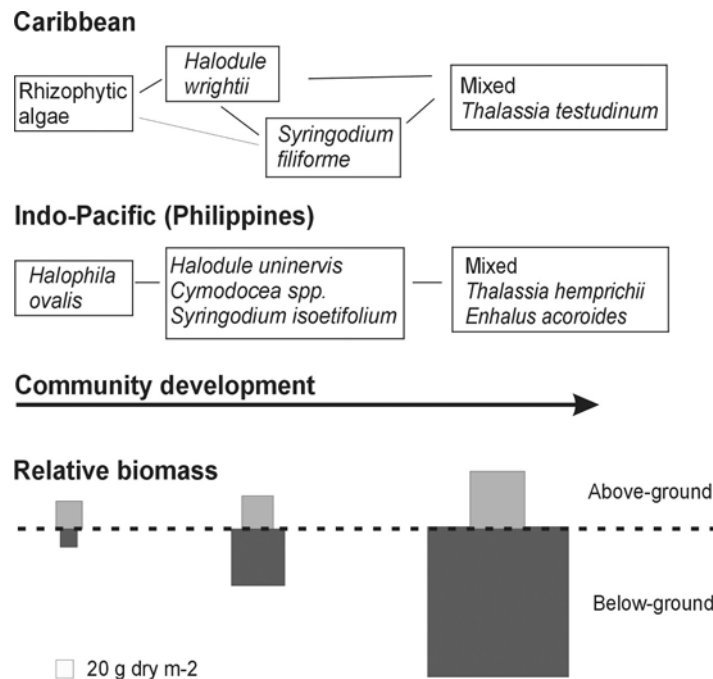 Caribbean
Rhizophytic
algae
Halodule
wrightii
Syringodium
filiforme
Mixed
Thalassia testudinum
Indo-Pacific (Philippines)
Halophila
ovalis
Halodule uninervis
Cymodocea spp.
Syringodium isoetifolium
Mixed
Thalassia hemprichii
Enhalus acoroides
Community development
Relative biomass
Above-ground
Below-ground
20 g dry m-2